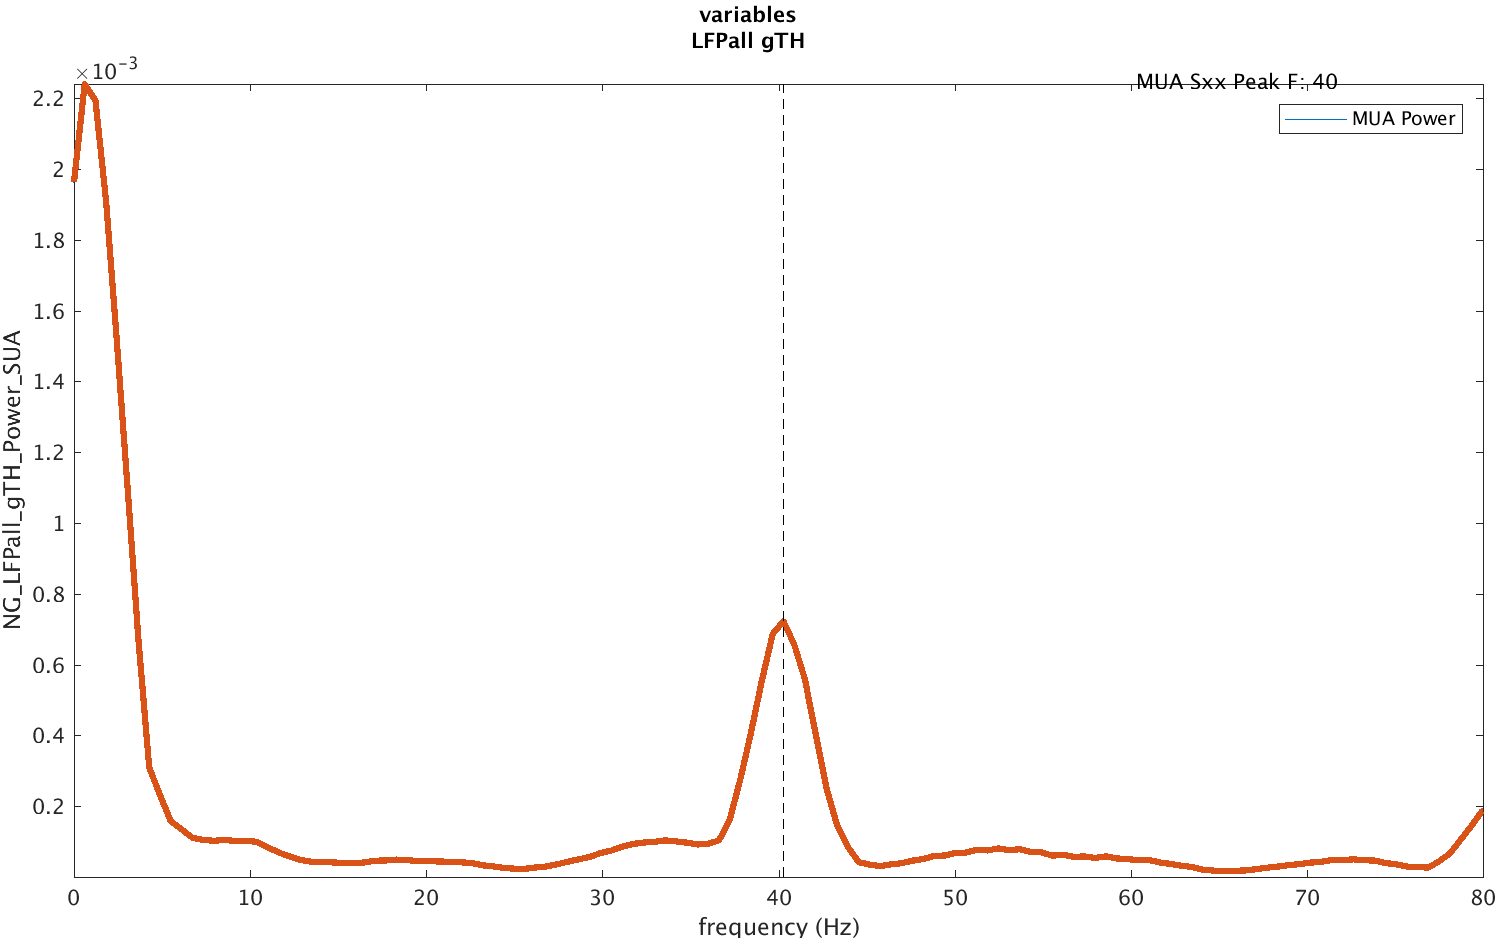 variables
LFPall gTH
×10-3
MUA Sxx Peak F: 40
MUA Power
2.2
2
1.8
1.6
1.4
1.2
1
0.8
0.6
0.4
0.2
NG_LFPall_gTH_Power_SUA
0 10 20 30 40 50 60 70 80
frequency (Hz)